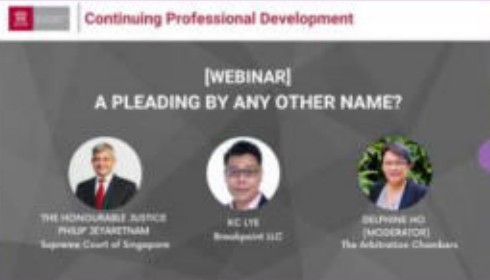 Continuing Professional Development
[WEBINAR]
A PLEADING BY ANY OTHER NAME?
THE HONOURABLE JUSTICE
PHILIP JEYARETNAM
Supreme Court of Singapore
KC LYE
Breakpoint LLC
DELPHINE HO
[MODERATOR]
The Arbitration Chambers